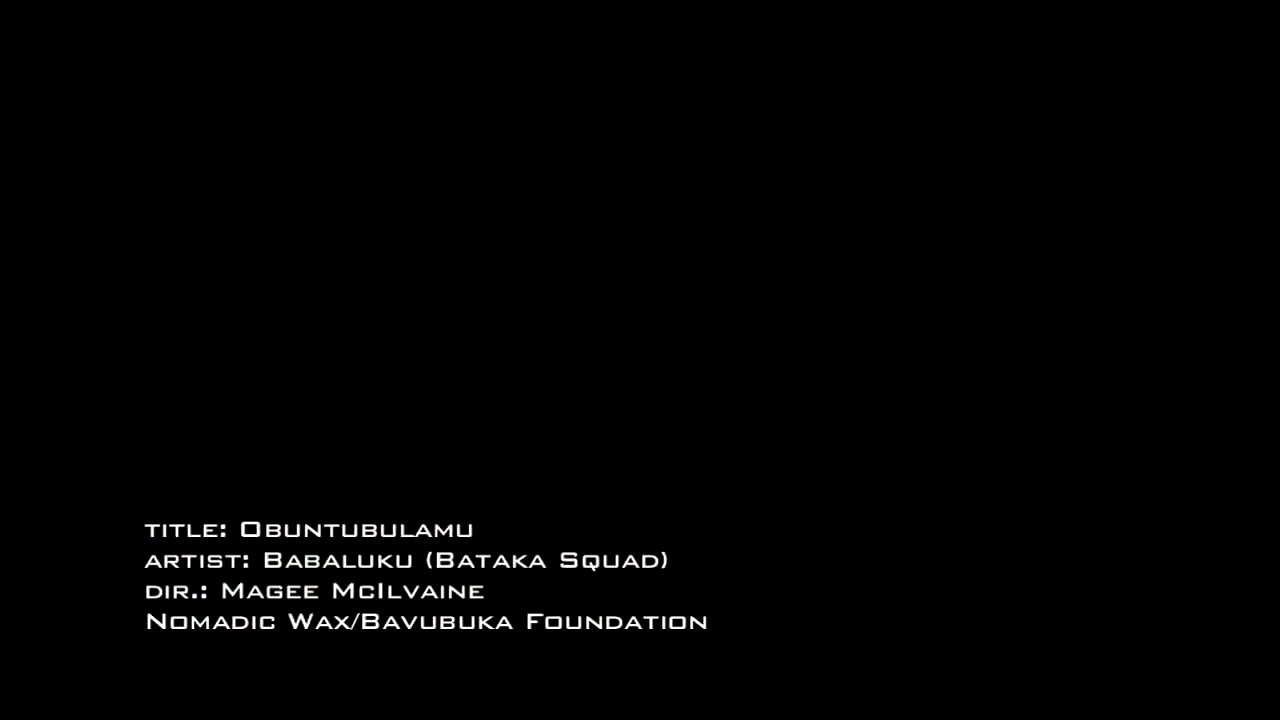 title: Obuntubulamu
artist: Babaluku (Bataka Squad)
dir.: Magee McIlvaine
Nomadic Wax/Bavubuka Foundation